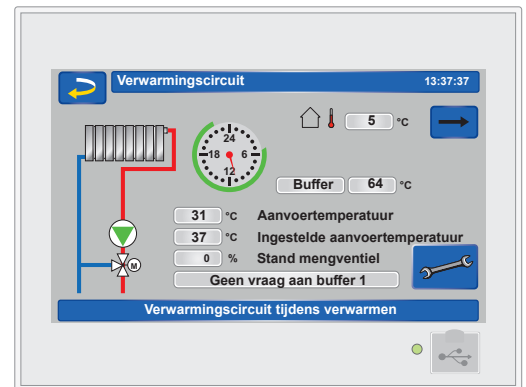 Verwarmingscircuit 13:37:37
5 °C
24
18 6
12
Buffer 64 °C
31 °C Aanvoertemperatuur
37 °C Ingestelde aanvoertemperatuur
0 % Stand mengventiel
M
Geen vraag aan buffer 1
Verwarmingscircuit tijdens verwarmen